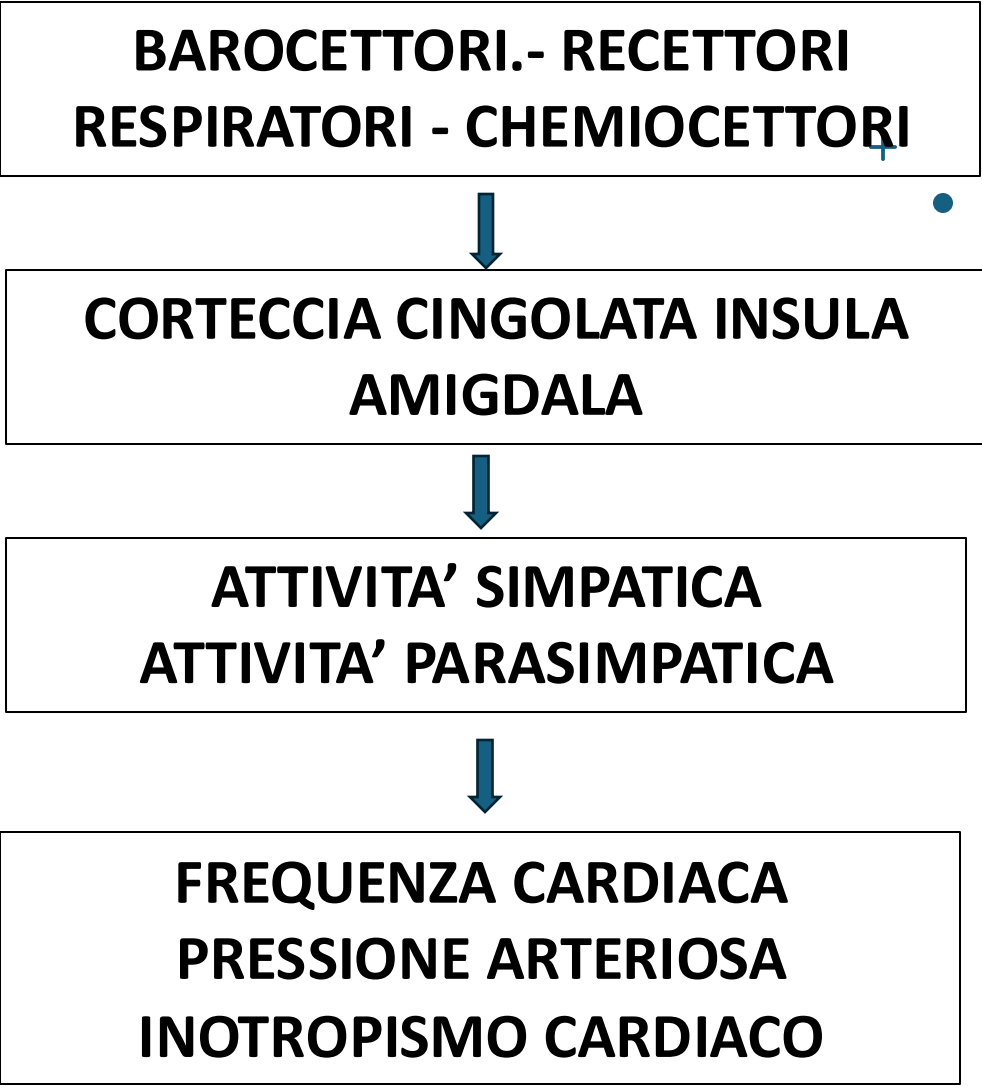 BAROCETTORI.- RECETTORI
RESPIRATORI - CHEMIOCETTORI
CORTECCIA CINGOLATA INSULA
AMIGDALA
ATTIVITA’ SIMPATICA
ATTIVITA’ PARASIMPATICA
FREQUENZA CARDIACA
PRESSIONE ARTERIOSA
INOTROPISMO CARDIACO